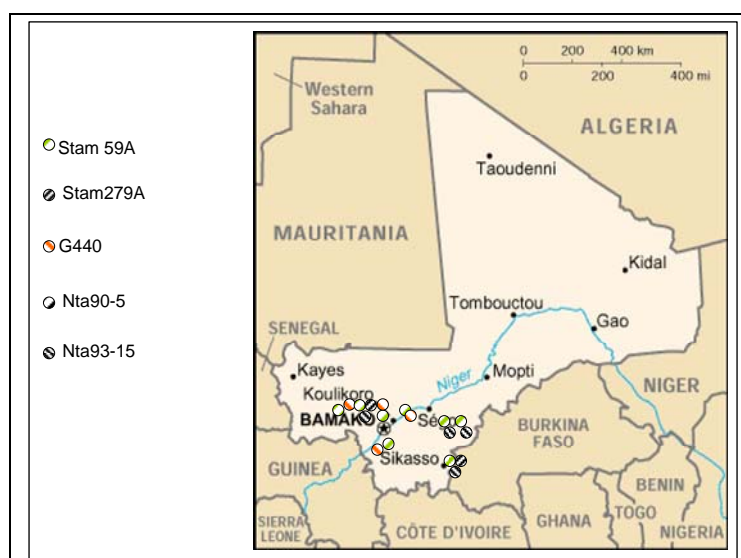 Stam 59A
Stam279A
G440
Nta90-5
Nta93-15
0 200 400 km
0 200 400 mi
Western
Sahara
ALGERIA
Taoudenni
MAURITANIA
Kidal
Tombouctou
Gao
SENEGAL
Kayes
Mopti
Niger
NIGER
Koulikoro
BAMAKO
Ségou
BURKINA
FASO
Sikasso
GUINEA
BENIN
SIERRA
LEONE
CÔTE D'IVOIRE
GHANA
TOGO
NIGERIA